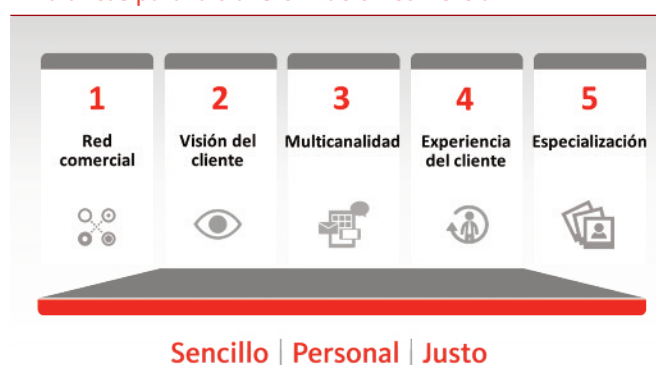 1
Red
comercial
2
Visión del
cliente
3
Multicanalidad
4
Experiencia
del cliente
5
Especialización
Sencillo | Personal | Justo